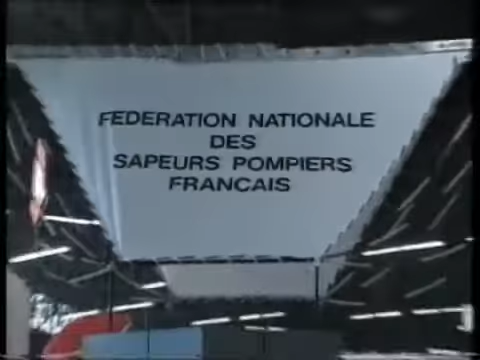 FEDERATION NATIONALE
DES
SAPEURS POMPIERS
FRANCAIS